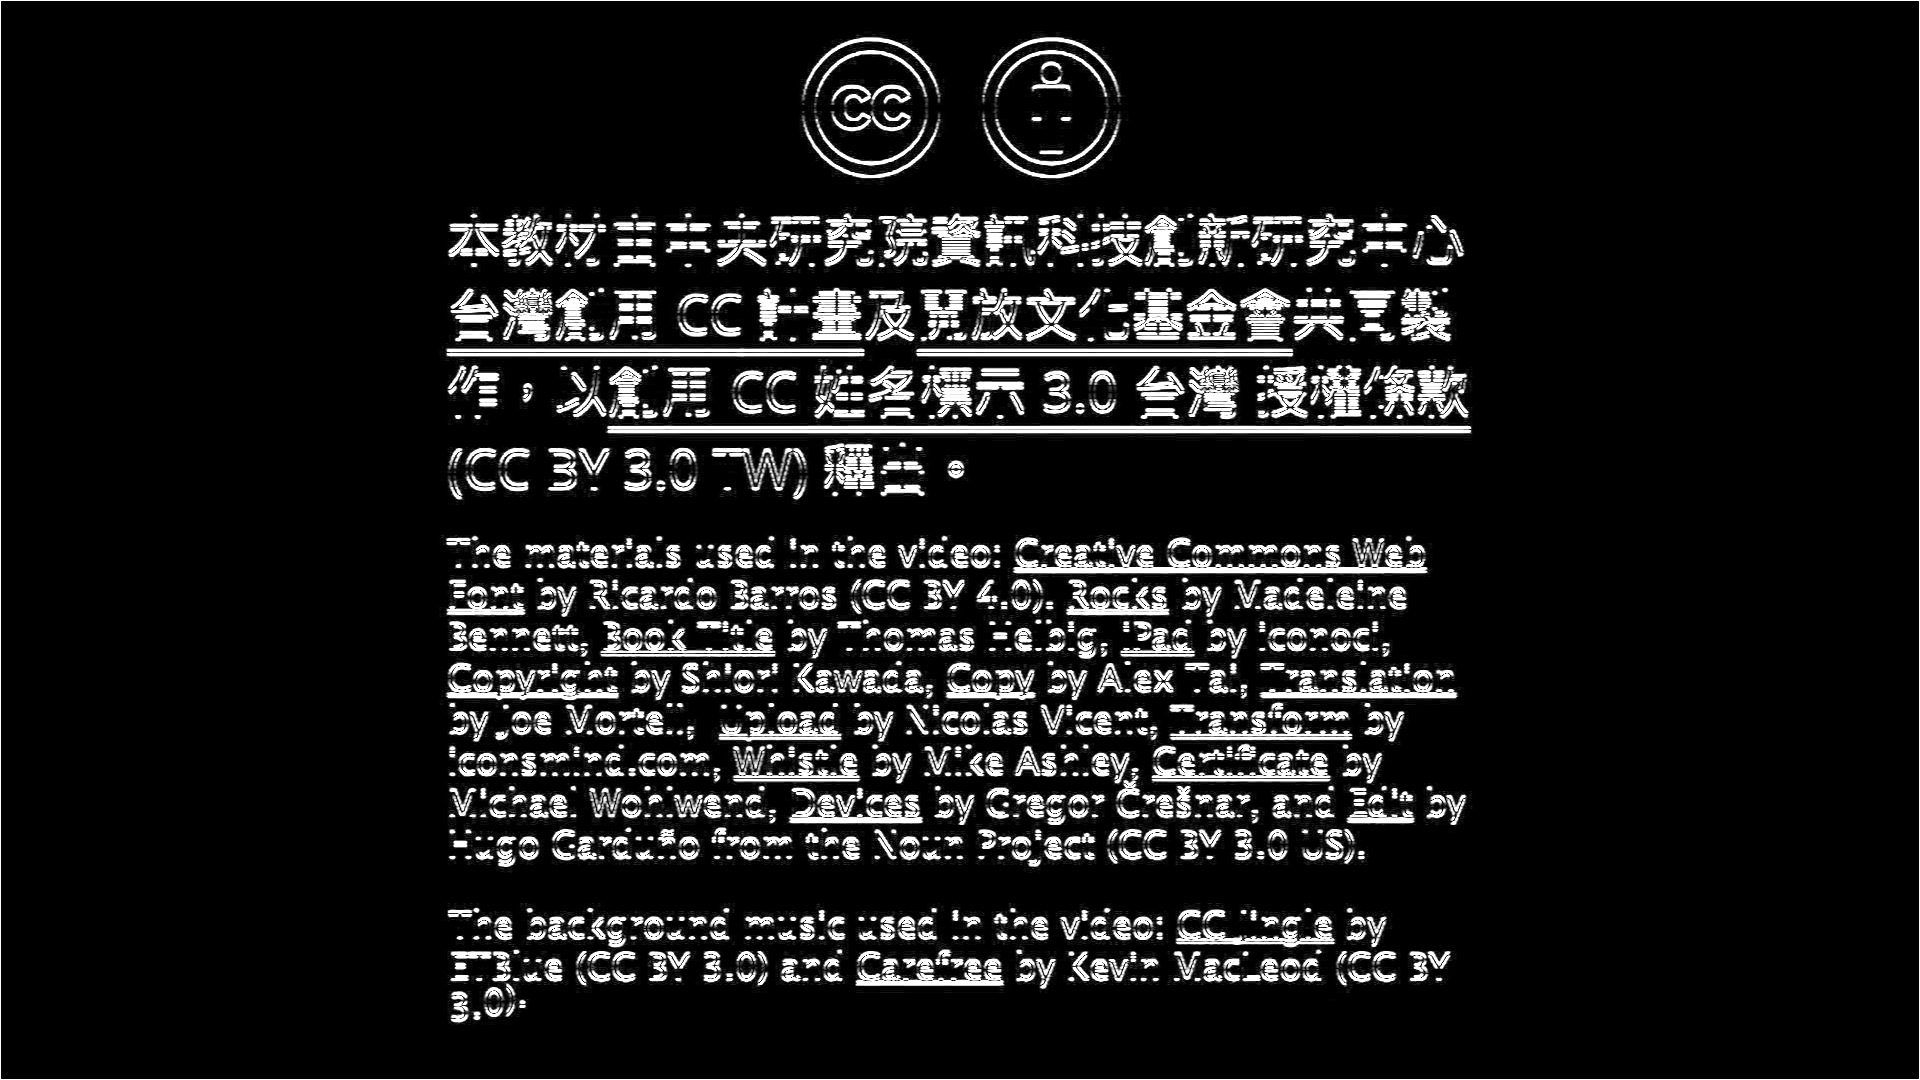 CC
本教材由中央研究院資訊科技創新研究中心
台灣創用 CC 計畫及開放文化基金會共同製
作，以創用 CC 姓名標示 3.0 台灣 授權條款
(CC BY 3.0 TW) 釋出。
The materials used in the video: Creative Commons Web
Font by Ricardo Barros (CC BY 4.0). Rocks by Madeleine
Bennett, Book Title by Thomas Helbig, iPad by iconoci,
Copyright by Shiori Kawada, Copy by Alex Tai, Translation
by Joe Mortell, Upload by Nicolas Vicent, Transform by
iconsmind.com, Whistle by Mike Ashley, Certificate by
Michael Wohlwend, Devices by Gregor Črešnar, and Edit by
Hugo Garduño from the Noun Project (CC BY 3.0 US).
The background music used in the video: CC Jingle by
by (CC BY 3.0) and Carefree by Kevin MacLeod (CC BY
3.0).